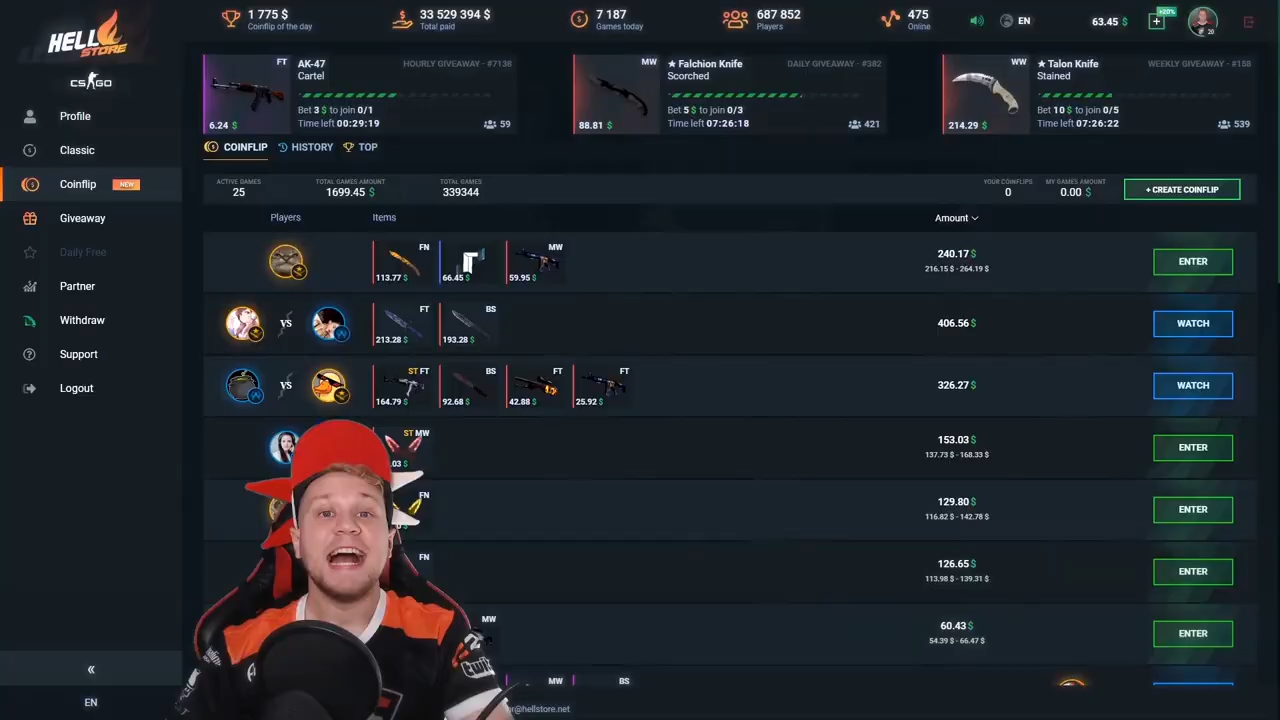 HELL
STORE
CS GO
1 775 $
Coinflip of the day
33 529 394 $
Total paid
7 187
Games today
687 852
Players
475
Online
EN
63.45 $
+20%
20
FT
6.24 $
AK-47
Cartel
HOURLY GIVEAWAY - #7138
Bet 3 $ to join 0/1
Time left 00:29:19
59
MW
88.81 $
★ Falchion Knife
Scorched
DAILY GIVEAWAY - #382
Bet 5 $ to join 0/3
Time left 07:26:18
421
WW
214.29 $
★ Talon Knife
Stained
WEEKLY GIVEAWAY - #188
Bet 10 $ to join 0/5
Time left 07:26:22
539
Profile
Classic
Coinflip NEW
Giveaway
Daily Free
Partner
Withdraw
Support
Logout
«
EN
COINFLIP
HISTORY
TOP
ACTIVE GAMES
25
TOTAL GAMES AMOUNT
1699.45 $
TOTAL GAMES
339344
YOUR COINFLIPS
0
MY GAMES AMOUNT
0.00 $
+ CREATE COINFLIP
Players
Items
Amount
FN
113.77 $
66.45 $
MW
59.95 $
240.17 $
216.15 $ - 264.19 $
ENTER
VS
FT
213.28 $
BS
193.28 $
406.56 $
WATCH
VS
ST FT
164.79 $
BS
92.68 $
FT
42.88 $
FT
25.92 $
326.27 $
WATCH
ST MW
.03 $
153.03 $
137.73 $ - 168.33 $
ENTER
FN
129.80 $
116.82 $ - 142.78 $
ENTER
FN
126.65 $
113.98 $ - 139.31 $
ENTER
MW
60.43 $
54.39 $ - 66.47 $
ENTER
MW
BS
r@hellstore.net
twitch